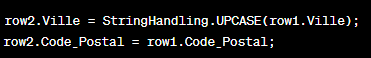 row2.Ville = StringHandling.UPCASE(row1.Ville);
row2.Code_Postal = row1.Code_Postal;